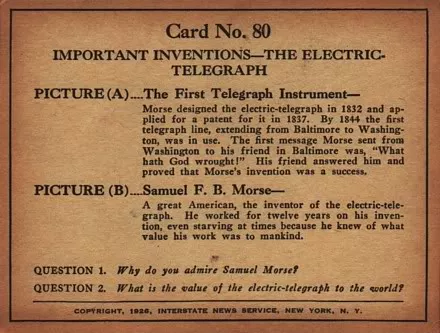 Card No. 80
IMPORTANT INVENTIONS—THE ELECTRIC-
TELEGRAPH
PICTURE (A)....The First Telegraph Instrument—
Morse designed the electric-telegraph in 1832 and ap-
plied for a patent for it in 1837. By 1844 the first
telegraph line, extending from Baltimore to Washing-
ton, was in use. The first message Morse sent from
Washington to his friend in Baltimore was, "What
hath God wrought!" His friend answered him and
proved that Morse's invention was a success.
PICTURE (B)....Samuel F. B. Morse—
A great American, the inventor of the electric-tele-
graph. He worked for twelve years on his inven-
tion, even starving at times because he knew of what
value his work was to mankind.
QUESTION 1. Why do you admire Samuel Morse?
QUESTION 2. What is the value of the electric-telegraph to the world?
COPYRIGHT, 1926, INTERSTATE NEWS SERVICE, NEW YORK, N. Y.